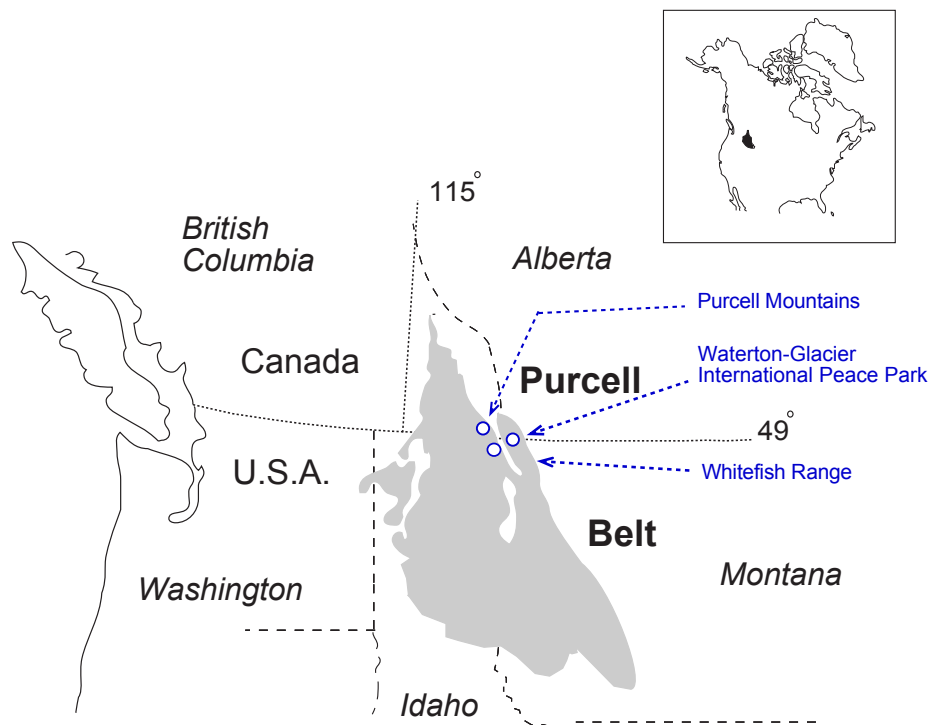 115°
British
Columbia
Alberta
Purcell Mountains
Canada
Waterton-Glacier
International Peace Park
Purcell
49°
U.S.A.
Whitefish Range
Belt
Washington
Montana
Idaho